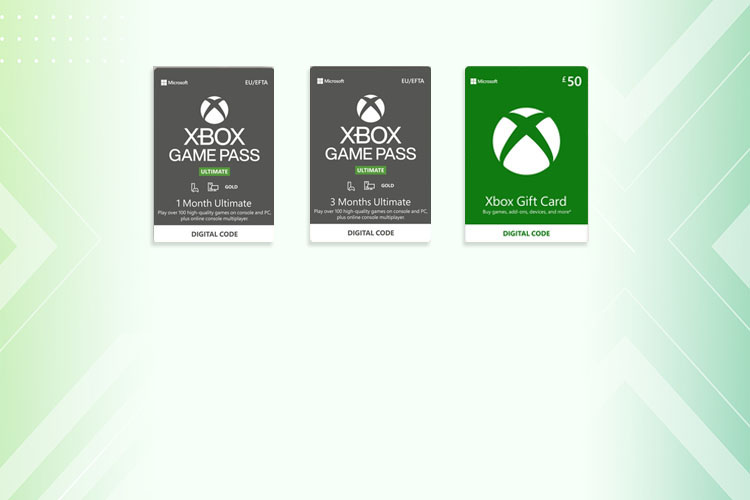 Microsoft EU/EFTA
XBOX
GAME PASS
ULTIMATE
GOLD
1 Month Ultimate
Play over 100 high-quality games on console and PC,
plus online console multiplayer.
DIGITAL CODE
Microsoft EU/EFTA
XBOX
GAME PASS
ULTIMATE
GOLD
3 Months Ultimate
Play over 100 high-quality games on console and PC,
plus online console multiplayer.
DIGITAL CODE
Microsoft £50
Xbox Gift Card
Buy games, add-ons, devices, and more*
DIGITAL CODE